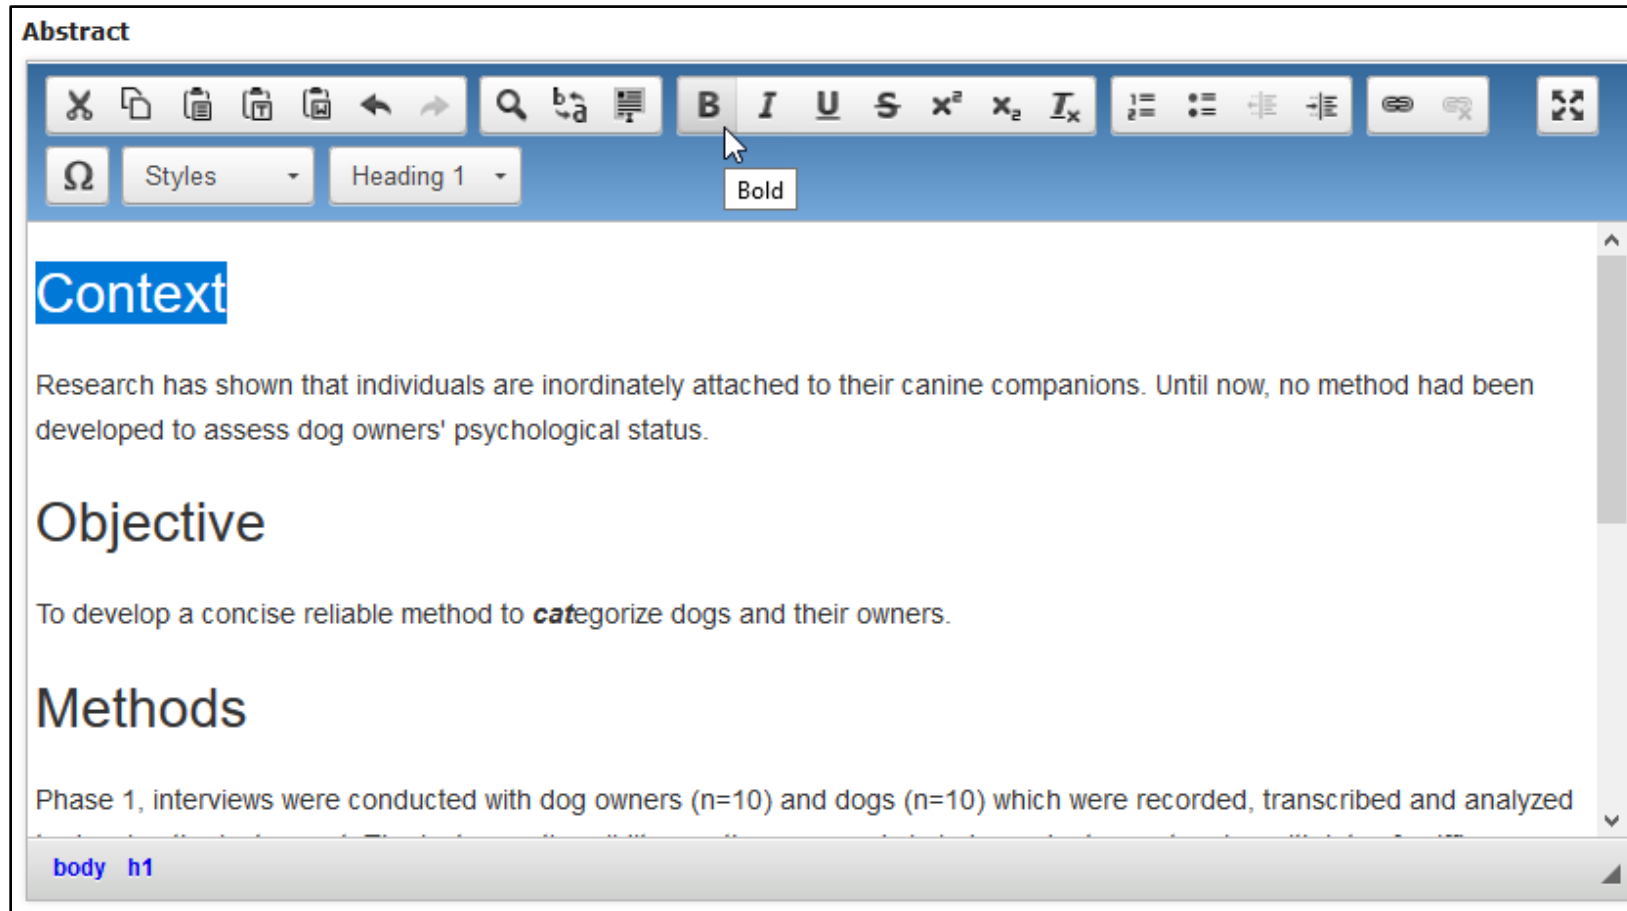 Abstract
Styles
Heading 1
Bold
Context
Research has shown that individuals are inordinately attached to their canine companions. Until now, no method had been
developed to assess dog owners' psychological status.
Objective
To develop a concise reliable method to categorize dogs and their owners.
Methods
Phase 1, interviews were conducted with dog owners (n=10) and dogs (n=10) which were recorded, transcribed and analyzed
body h1